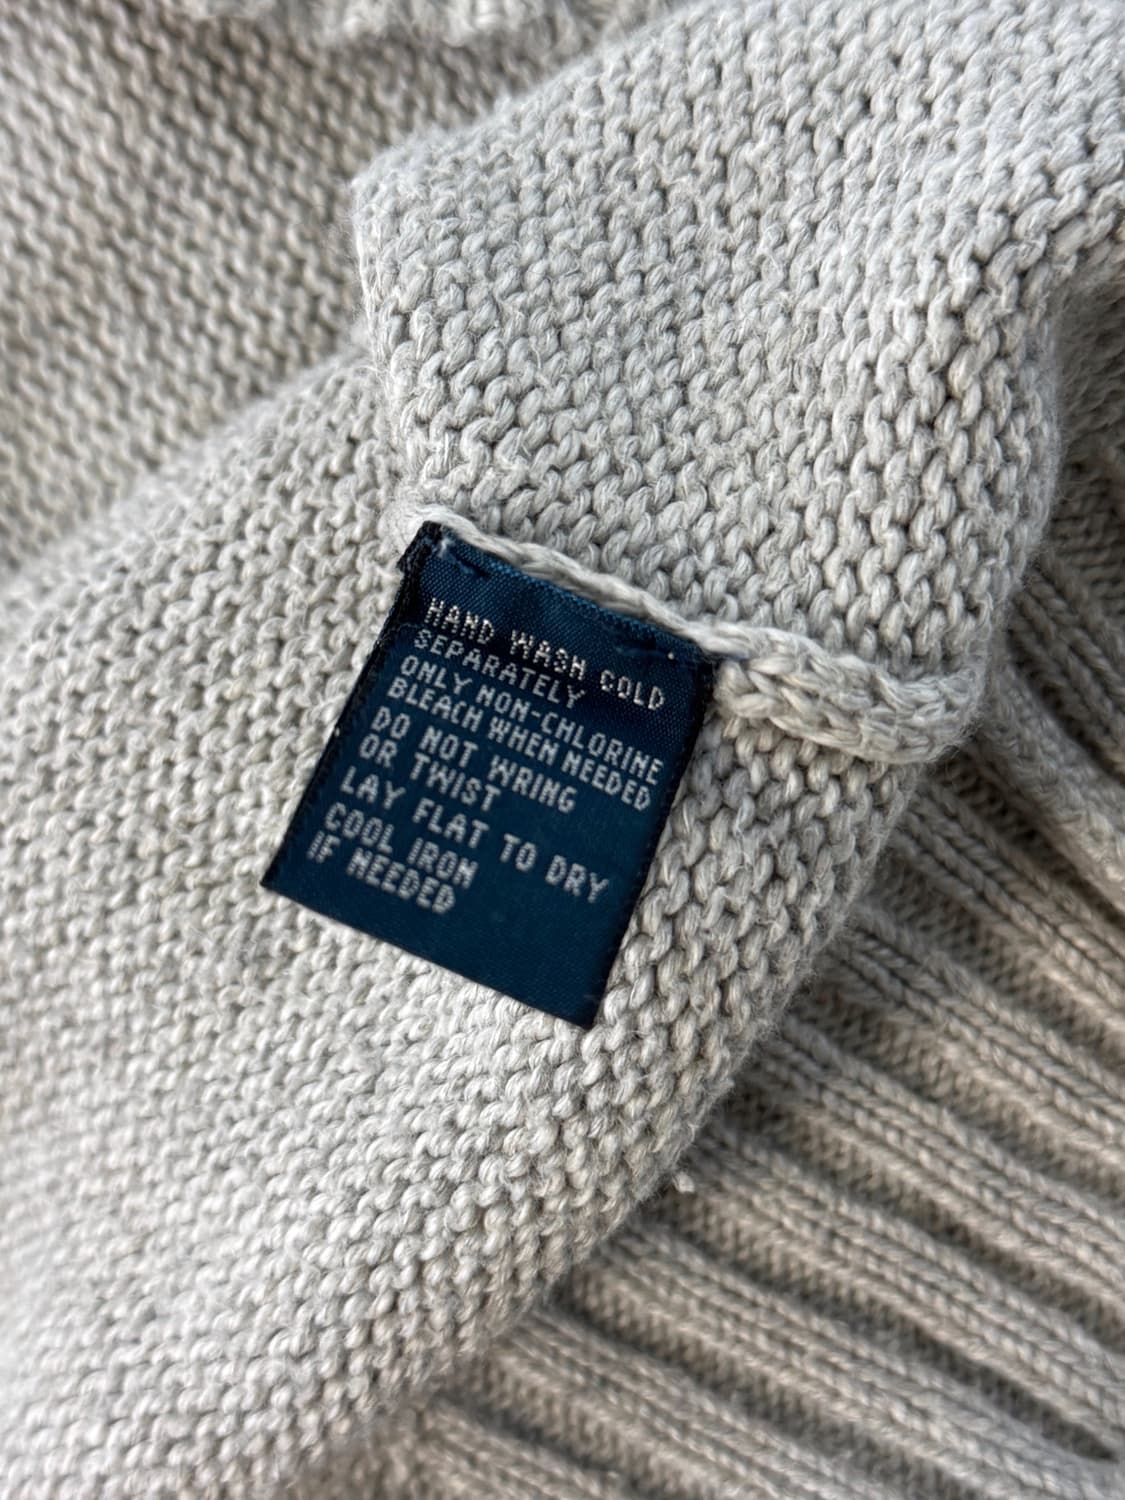 HAND WASH COLD
SEPARATELY
ONLY NON-CHLORINE
BLEACH WHEN NEEDED
DO NOT WRING
OR TWIST
LAY FLAT TO DRY
COOL IRON
IF NEEDED